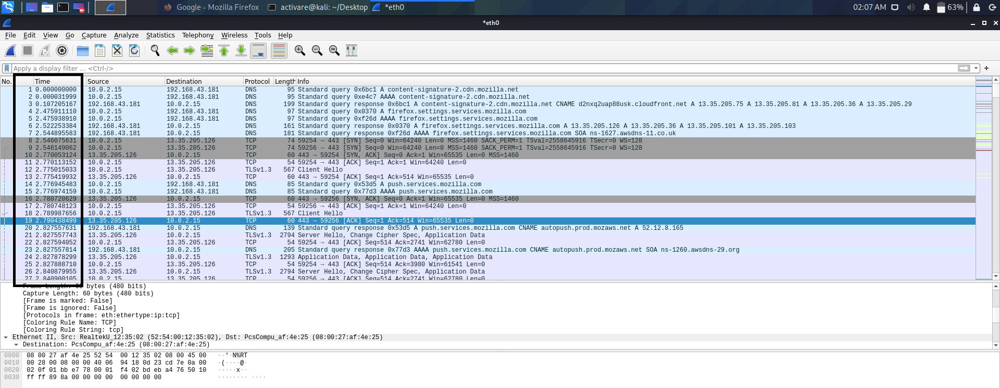 Google - Mozilla Firefox activare@kali: ~/Desktop *eth0 02:07 AM 63%
*eth0
File Edit View Go Capture Analyze Statistics Telephony Wireless Tools Help
Apply a display filter ... <Ctrl-/>
No. Time Source Destination Protocol Length Info
1 0.000000000 10.0.2.15 192.168.43.181 DNS 95 Standard query 0x6bc1 A content-signature-2.cdn.mozilla.net
2 0.000031999 10.0.2.15 192.168.43.181 DNS 95 Standard query 0xe4c7 AAAA content-signature-2.cdn.mozilla.net
3 0.107205167 192.168.43.181 10.0.2.15 DNS 199 Standard query response 0x6bc1 A content-signature-2.cdn.mozilla.net CNAME d2nxq2uap88usk.cloudfront.net A 13.35.205.75 A 13.35.205.81 A 13.35.205.36 A 13.35.205.29
4 2.475911110 10.0.2.15 192.168.43.181 DNS 97 Standard query 0x0370 A firefox.settings.services.mozilla.com
5 2.475938910 10.0.2.15 192.168.43.181 DNS 97 Standard query 0xf26d AAAA firefox.settings.services.mozilla.com
6 2.522253384 192.168.43.181 10.0.2.15 DNS 161 Standard query response 0x0370 A firefox.settings.services.mozilla.com A 13.35.205.126 A 13.35.205.36 A 13.35.205.101 A 13.35.205.103
7 2.544895583 192.168.43.181 10.0.2.15 DNS 181 Standard query response 0xf26d AAAA firefox.settings.services.mozilla.com SOA ns-1627.awsdns-11.co.uk
8 2.546075631 10.0.2.15 13.35.205.126 TCP 74 59254 → 443 [SYN] Seq=0 Win=64240 Len=0 MSS=1460 SACK_PERM=1 TSval=2558645916 TSecr=0 WS=128
9 2.546149062 10.0.2.15 13.35.205.126 TCP 74 59256 → 443 [SYN] Seq=0 Win=64240 Len=0 MSS=1460 SACK_PERM=1 TSval=2558645916 TSecr=0 WS=128
10 2.770053124 13.35.205.126 10.0.2.15 TCP 60 443 → 59254 [SYN, ACK] Seq=0 Ack=1 Win=65535 Len=0 MSS=1460
11 2.770113152 10.0.2.15 13.35.205.126 TCP 54 59254 → 443 [ACK] Seq=1 Ack=1 Win=64240 Len=0
12 2.775015033 10.0.2.15 13.35.205.126 TLSv1.3 567 Client Hello
13 2.775419932 13.35.205.126 10.0.2.15 TCP 60 443 → 59254 [ACK] Seq=1 Ack=514 Win=65535 Len=0
14 2.776945483 10.0.2.15 192.168.43.181 DNS 85 Standard query 0x53d5 A push.services.mozilla.com
15 2.776974159 10.0.2.15 192.168.43.181 DNS 85 Standard query 0x77d3 AAAA push.services.mozilla.com
16 2.780720629 13.35.205.126 10.0.2.15 TCP 60 443 → 59256 [SYN, ACK] Seq=0 Ack=1 Win=65535 Len=0 MSS=1460
17 2.780748123 10.0.2.15 13.35.205.126 TCP 54 59256 → 443 [ACK] Seq=1 Ack=1 Win=64240 Len=0
18 2.789987656 10.0.2.15 13.35.205.126 TLSv1.3 567 Client Hello
19 2.790438499 13.35.205.126 10.0.2.15 TCP 60 443 → 59256 [ACK] Seq=1 Ack=514 Win=65535 Len=0
20 2.827557631 192.168.43.181 10.0.2.15 DNS 139 Standard query response 0x53d5 A push.services.mozilla.com CNAME autopush.prod.mozaws.net A 52.12.8.165
21 2.827557743 13.35.205.126 10.0.2.15 TLSv1.3 2794 Server Hello, Change Cipher Spec, Application Data
22 2.827594052 10.0.2.15 13.35.205.126 TCP 54 59254 → 443 [ACK] Seq=514 Ack=2741 Win=62780 Len=0
23 2.827557814 192.168.43.181 10.0.2.15 DNS 205 Standard query response 0x77d3 AAAA push.services.mozilla.com CNAME autopush.prod.mozaws.net SOA ns-1260.awsdns-29.org
24 2.827878299 13.35.205.126 10.0.2.15 TLSv1.3 1293 Application Data, Application Data, Application Data
25 2.827888710 10.0.2.15 13.35.205.126 TCP 54 59254 → 443 [ACK] Seq=514 Ack=3980 Win=61541 Len=0
26 2.840879955 13.35.205.126 10.0.2.15 TLSv1.3 2794 Server Hello, Change Cipher Spec, Application Data
27 2.840900105 10.0.2.15 13.35.205.126 TCP 54 59256 → 443 [ACK] Seq=514 Ack=2741 Win=62780 Len=0
Frame Length: 60 bytes (480 bits)
Capture Length: 60 bytes (480 bits)
[Frame is marked: False]
[Frame is ignored: False]
[Protocols in frame: eth:ethertype:ip:tcp]
[Coloring Rule Name: TCP]
[Coloring Rule String: tcp]
Ethernet II, Src: RealtekU_12:35:02 (52:54:00:12:35:02), Dst: PcsCompu_af:4e:25 (08:00:27:af:4e:25)
Destination: PcsCompu_af:4e:25 (08:00:27:af:4e:25)
0000 08 00 27 af 4e 25 52 54 00 12 35 02 08 00 45 00 ··'·N%RT
0010 00 28 00 08 00 00 40 06 94 18 0d 23 cd 7e 0a 00 ·(····@·
0020 02 0f 01 bb e7 78 00 01 f4 02 bd eb a4 76 50 10 ·····x··
0030 ff ff 89 8a 00 00 00 00 00 00 00 00 ········ ····